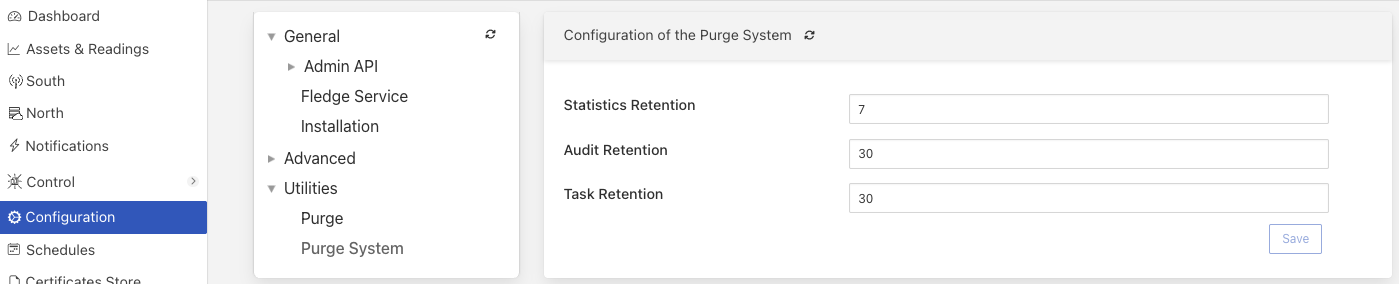 Dashboard
Assets & Readings
South
North
Notifications
Control
Configuration
Schedules
Certificates Store
General
Admin API
Fledge Service
Installation
Advanced
Utilities
Purge
Purge System
Configuration of the Purge System
Statistics Retention 7
Audit Retention 30
Task Retention 30
Save